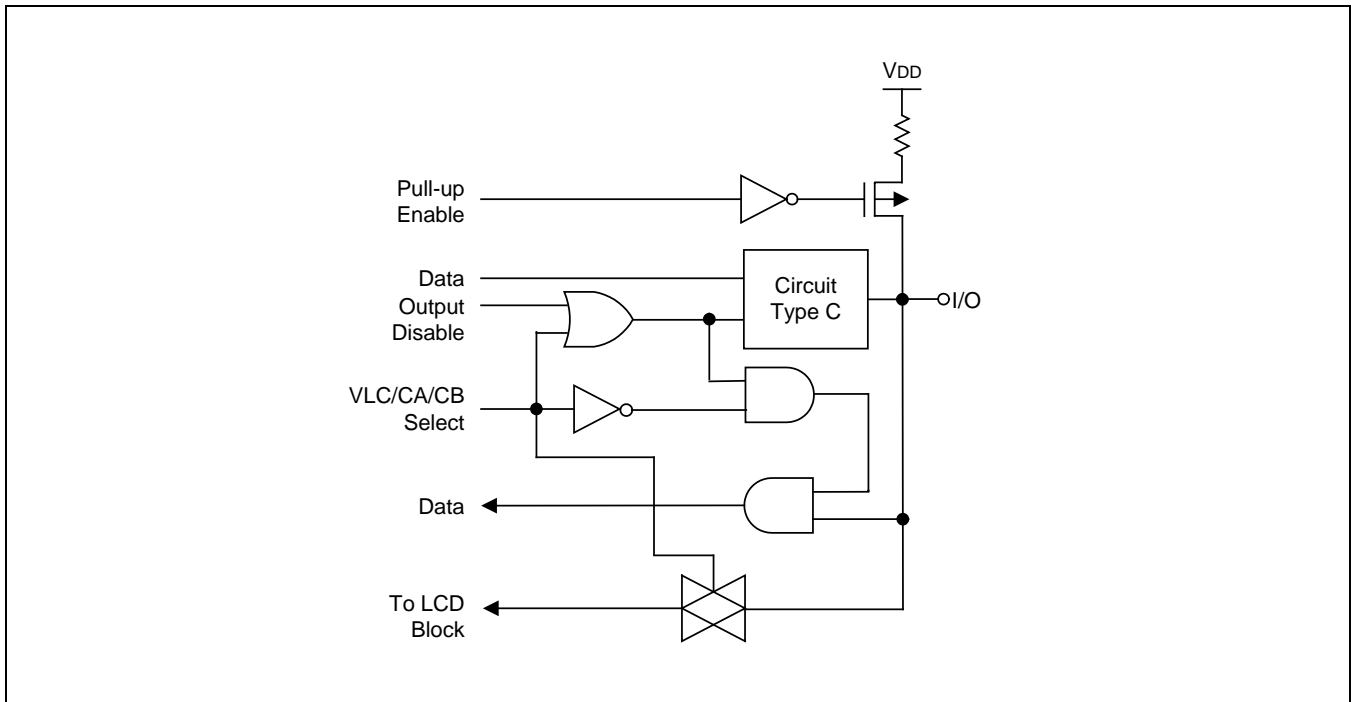 VDD
Pull-up
Enable
Data
Output
Disable
Circuit
Type C
I/O
VLC/CA/CB
Select
Data
To LCD
Block